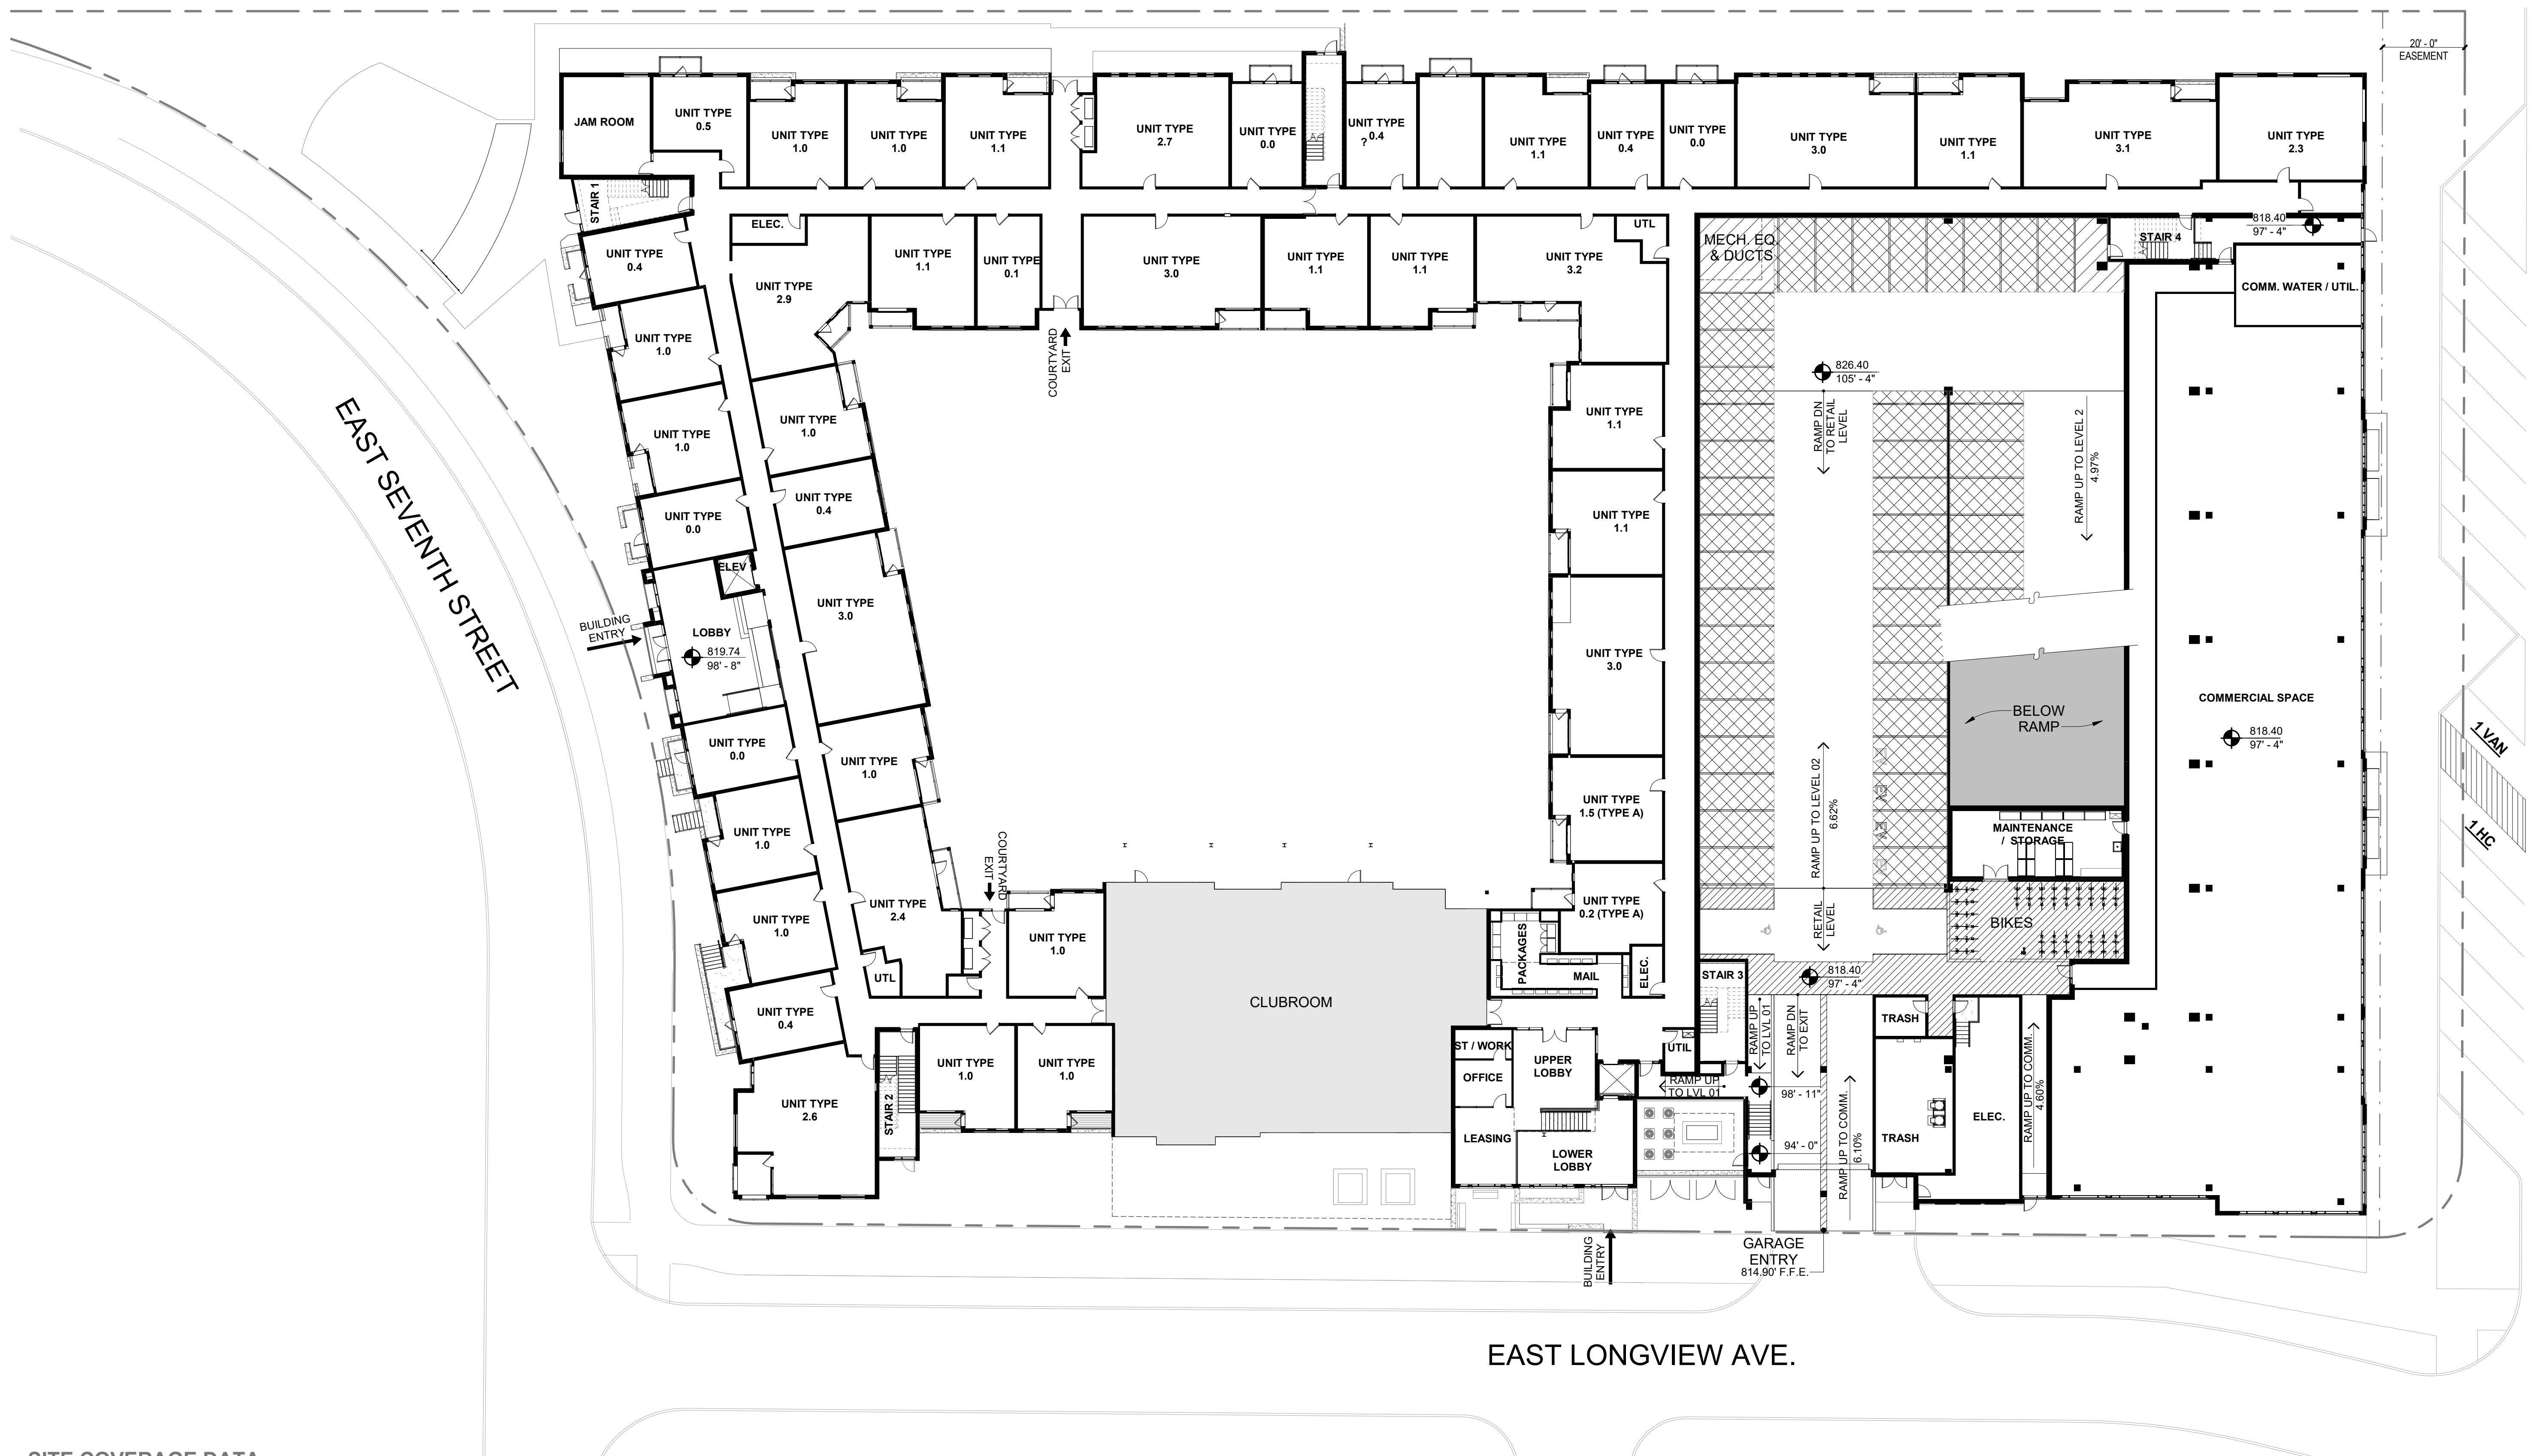 20' - 0"
EASEMENT
JAM ROOM
UNIT TYPE
0.5
UNIT TYPE
1.0
UNIT TYPE
1.0
UNIT TYPE
1.1
UNIT TYPE
2.7
UNIT TYPE
0.0
UNIT TYPE
0.4
?
UNIT TYPE
1.1
UNIT TYPE
0.4
UNIT TYPE
0.0
UNIT TYPE
3.0
UNIT TYPE
1.1
UNIT TYPE
3.1
UNIT TYPE
2.3
STAIR 1
ELEC.
UNIT TYPE
0.4
UNIT TYPE
2.9
UNIT TYPE
1.1
UNIT TYPE
0.1
COURTYARD
EXIT
UNIT TYPE
3.0
UNIT TYPE
1.1
UNIT TYPE
1.1
UNIT TYPE
3.2
UTL
MECH. EQ.
& DUCTS
STAIR 4
818.40
97' - 4"
COMM. WATER / UTIL.
UNIT TYPE
1.0
UNIT TYPE
1.0
UNIT TYPE
1.0
UNIT TYPE
0.4
UNIT TYPE
0.0
ELEV
UNIT TYPE
3.0
BUILDING
ENTRY
LOBBY
819.74
98' - 8"
EAST SEVENTH STREET
UNIT TYPE
1.1
UNIT TYPE
1.1
UNIT TYPE
3.0
826.40
105' - 4"
RAMP DN
TO RETAIL
LEVEL
RAMP UP TO LEVEL 2
4.97%
BELOW
RAMP
COMMERCIAL SPACE
818.40
97' - 4"
1 VAN
1 HC
UNIT TYPE
0.0
UNIT TYPE
1.0
UNIT TYPE
1.0
UNIT TYPE
1.0
UNIT TYPE
2.4
COURTYARD
EXIT
UNIT TYPE
1.0
UTL
UNIT TYPE
0.4
UNIT TYPE
1.5 (TYPE A)
UNIT TYPE
0.2 (TYPE A)
RAMP UP TO LEVEL 02
6.62%
EV
EV
EV
MAINTENANCE
/ STORAGE
BIKES
RETAIL
LEVEL
PACKAGES
MAIL
ELEC.
STAIR 3
818.40
97' - 4"
CLUBROOM
UNIT TYPE
1.0
UNIT TYPE
1.0
UNIT TYPE
2.6
STAIR 2
ST / WORK
OFFICE
LEASING
UPPER
LOBBY
LOWER
LOBBY
UTIL
RAMP UP
TO LVL 01
RAMP UP
TO LVL 01
RAMP DN
TO EXIT
98' - 11"
94' - 0"
RAMP UP TO COMM.
6.10%
TRASH
TRASH
ELEC.
RAMP UP TO COMM.
4.60%
BUILDING
ENTRY
GARAGE
ENTRY
814.90' F.F.E.
EAST LONGVIEW AVE.
SITE COVERAGE DATA